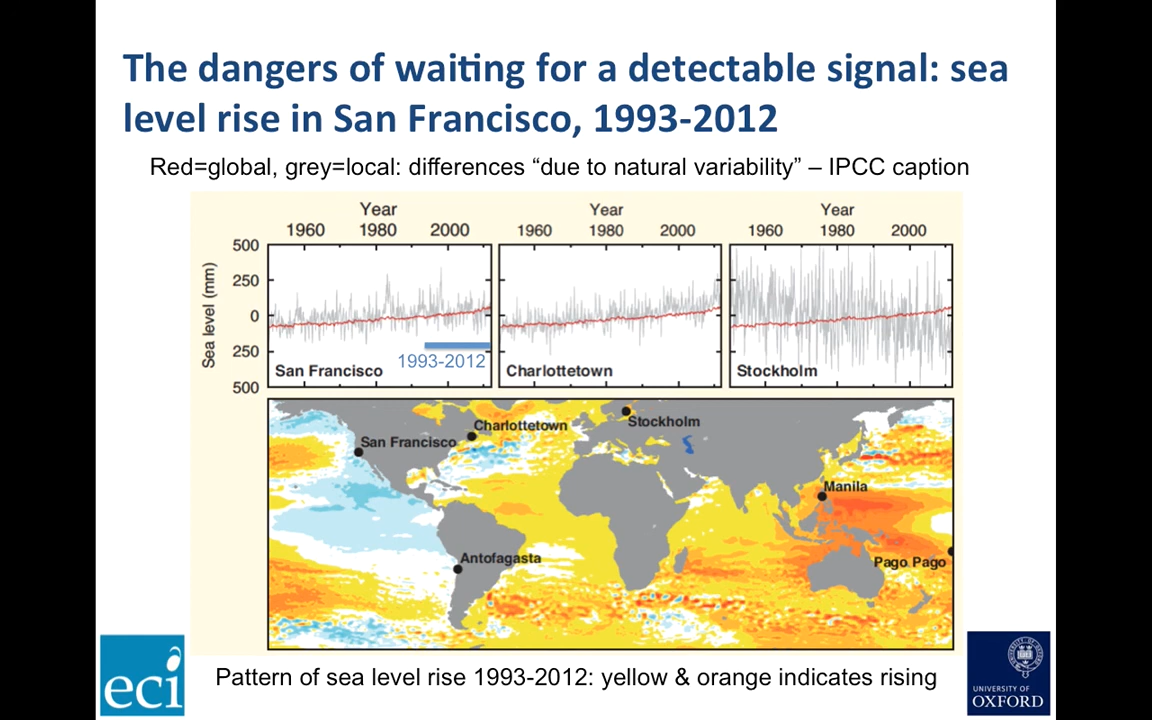 The dangers of waiting for a detectable signal: sea
level rise in San Francisco, 1993-2012
Red=global, grey=local: differences “due to natural variability” – IPCC caption
Year Year Year
1960 1980 2000 1960 1980 2000 1960 1980 2000
Sea level (mm)
500
250
0
250
500
1993-2012
San Francisco Charlottetown Stockholm
Stockholm
Charlottetown
San Francisco
Manila
Antofagasta
Pago Pago
eci
UNIVERSITY OF
OXFORD
Pattern of sea level rise 1993-2012: yellow & orange indicates rising